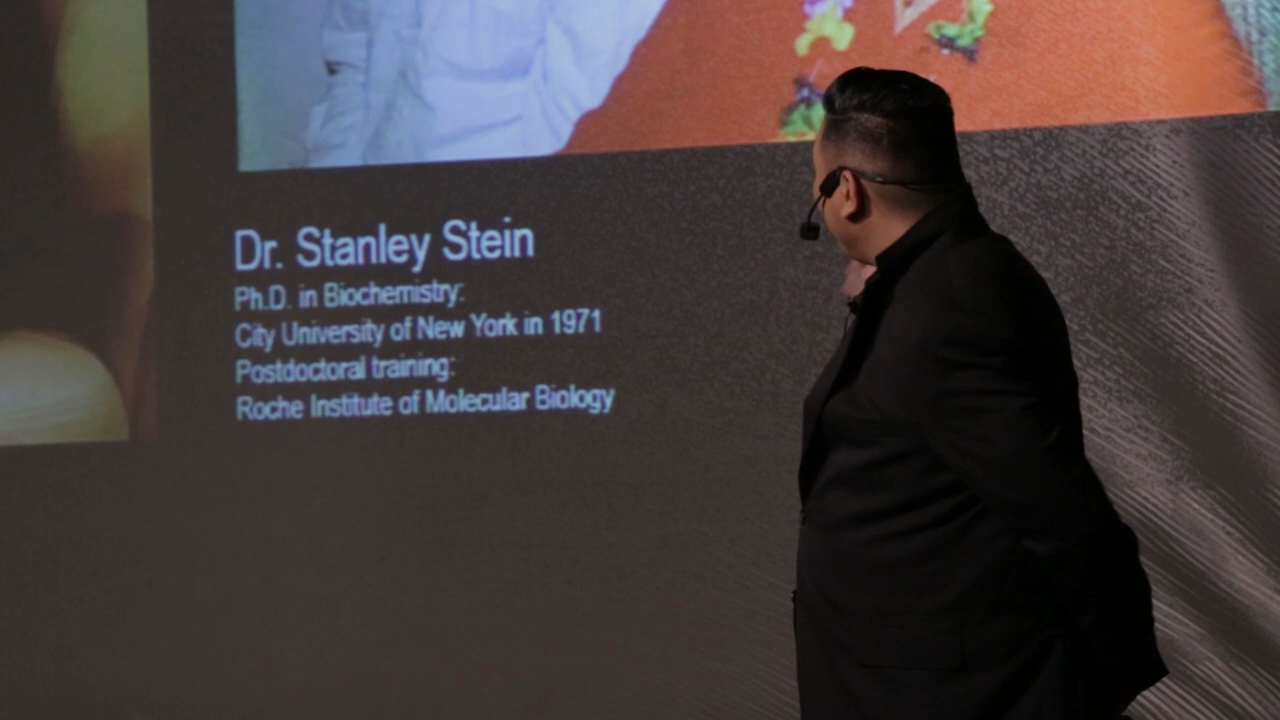 Dr. Stanley Stein
Ph.D. in Biochemistry:
City University of New York in 1971
Postdoctoral training:
Roche Institute of Molecular Biology